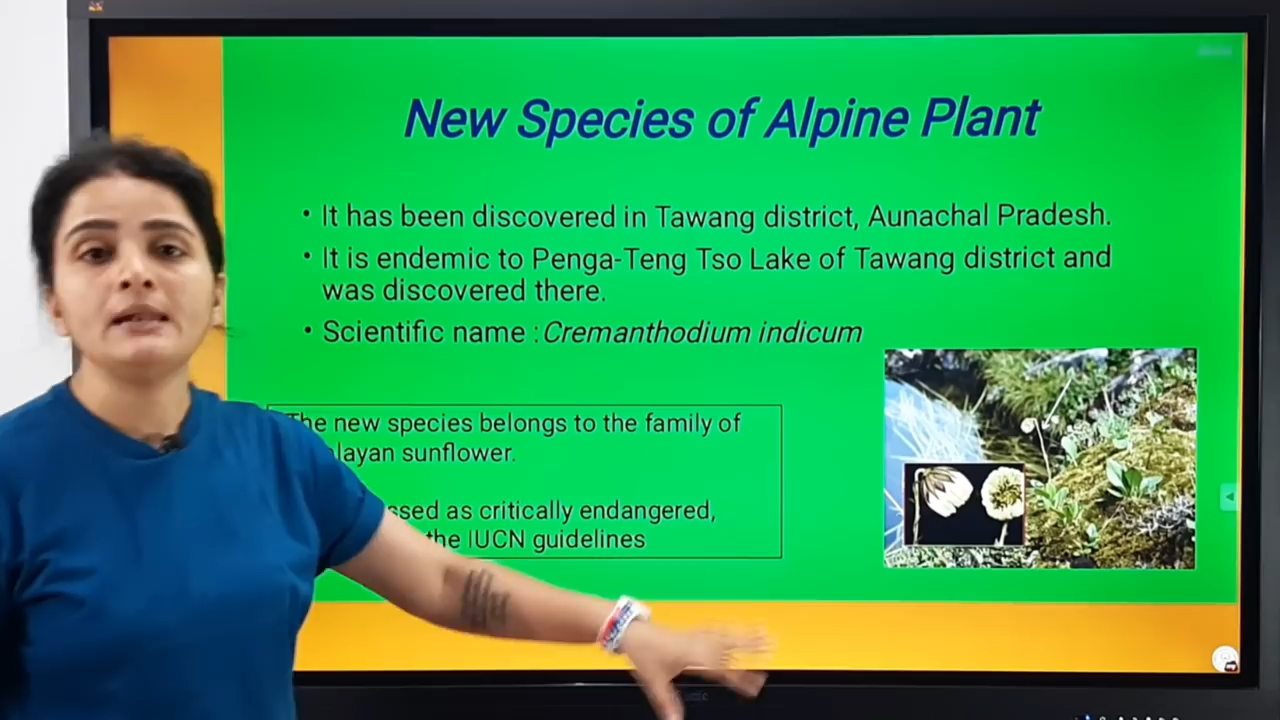 New Species of Alpine Plant
• It has been discovered in Tawang district, Aunachal Pradesh.
• It is endemic to Penga-Teng Tso Lake of Tawang district and
was discovered there.
• Scientific name : Cremanthodium indicum
The new species belongs to the family of
alayan sunflower.
ssed as critically endangered,
the IUCN guidelines